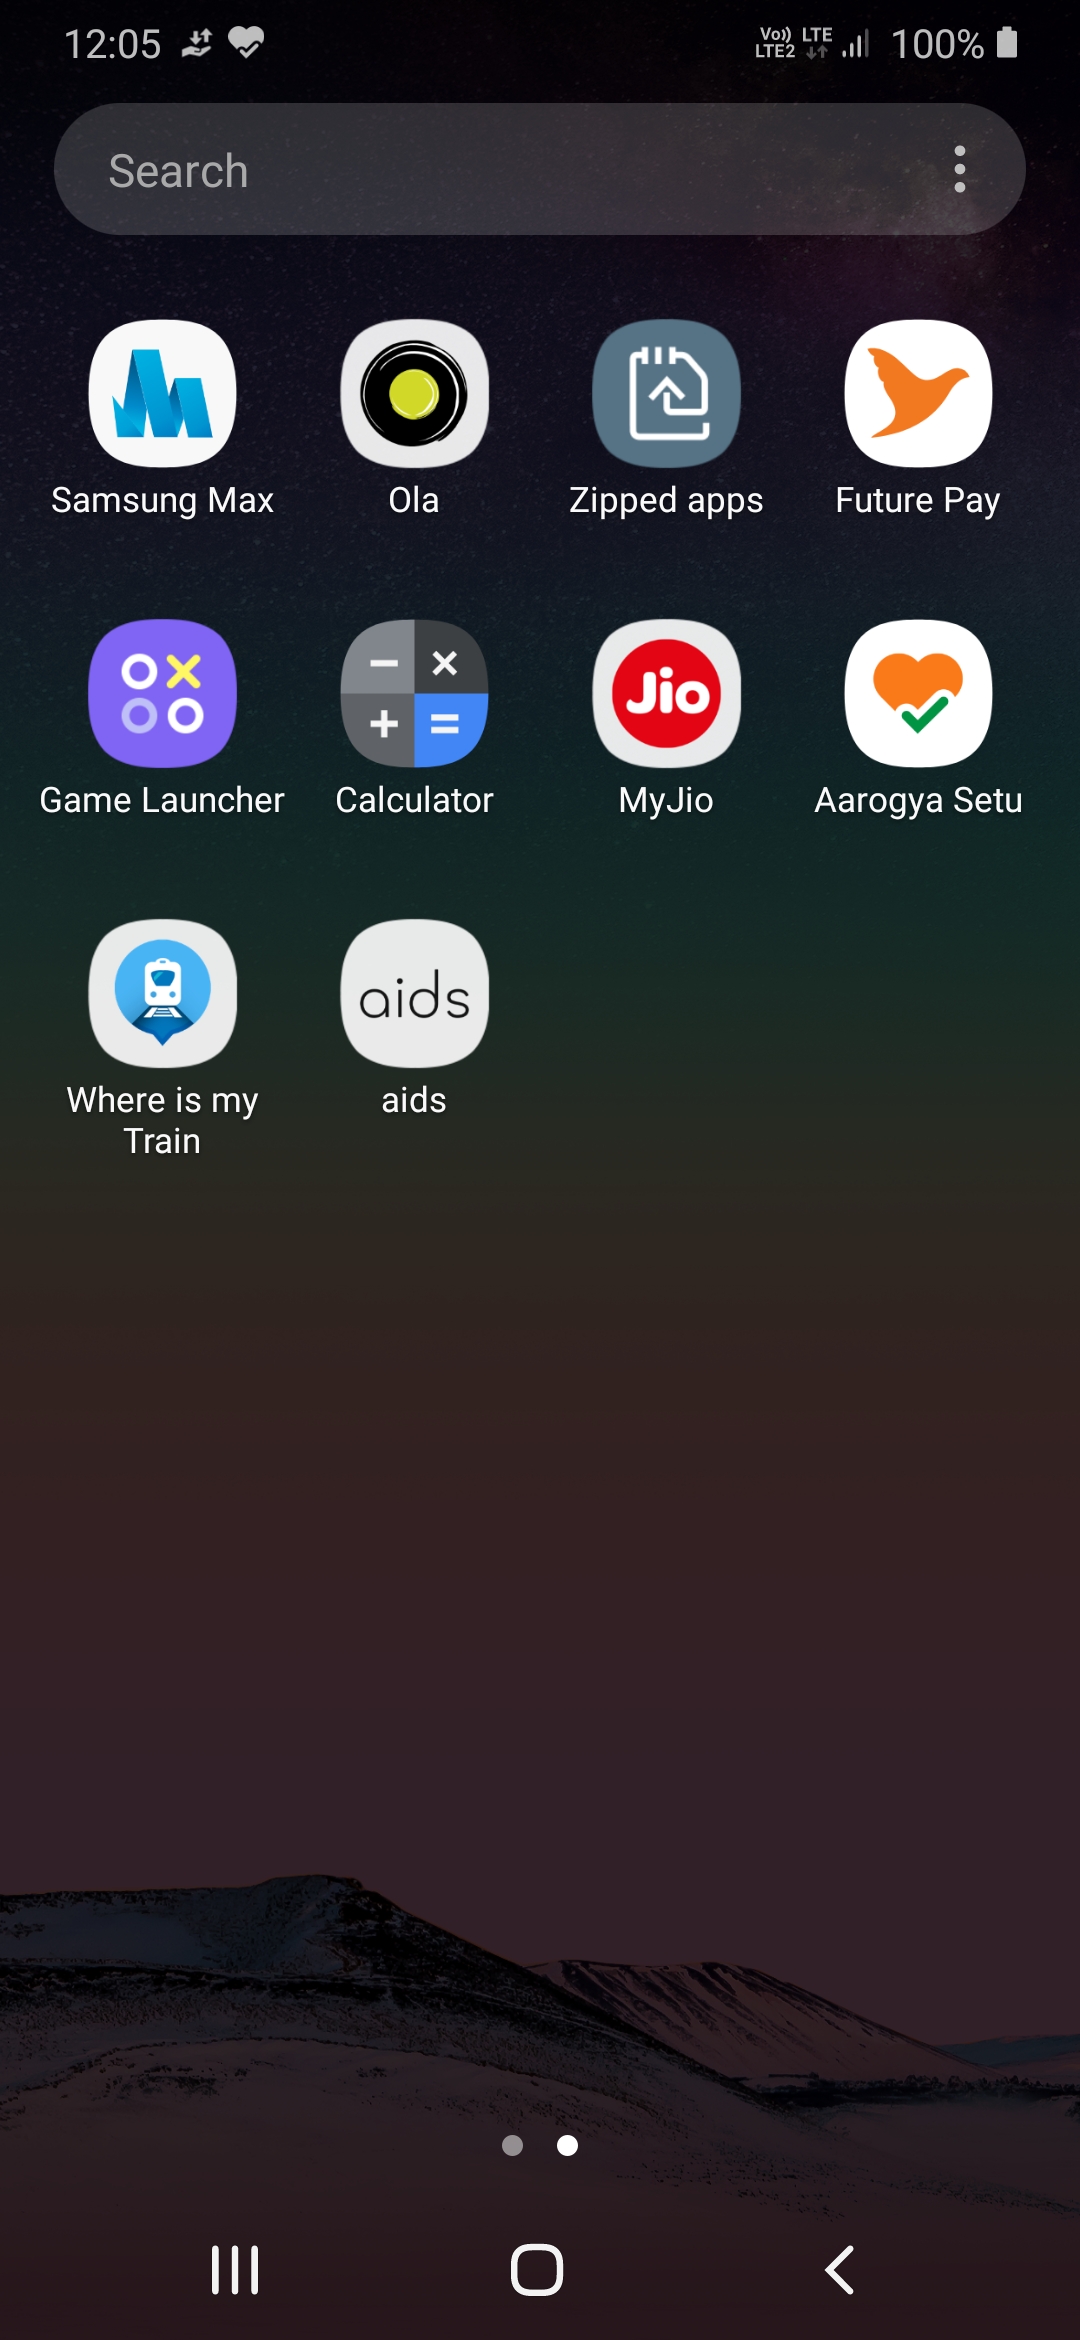 12:05
Vo)) LTE
LTE2
100%
Search
Samsung Max
Ola
Zipped apps
Future Pay
Jio
Game Launcher
Calculator
MyJio
Aarogya Setu
aids
Where is my
Train
aids